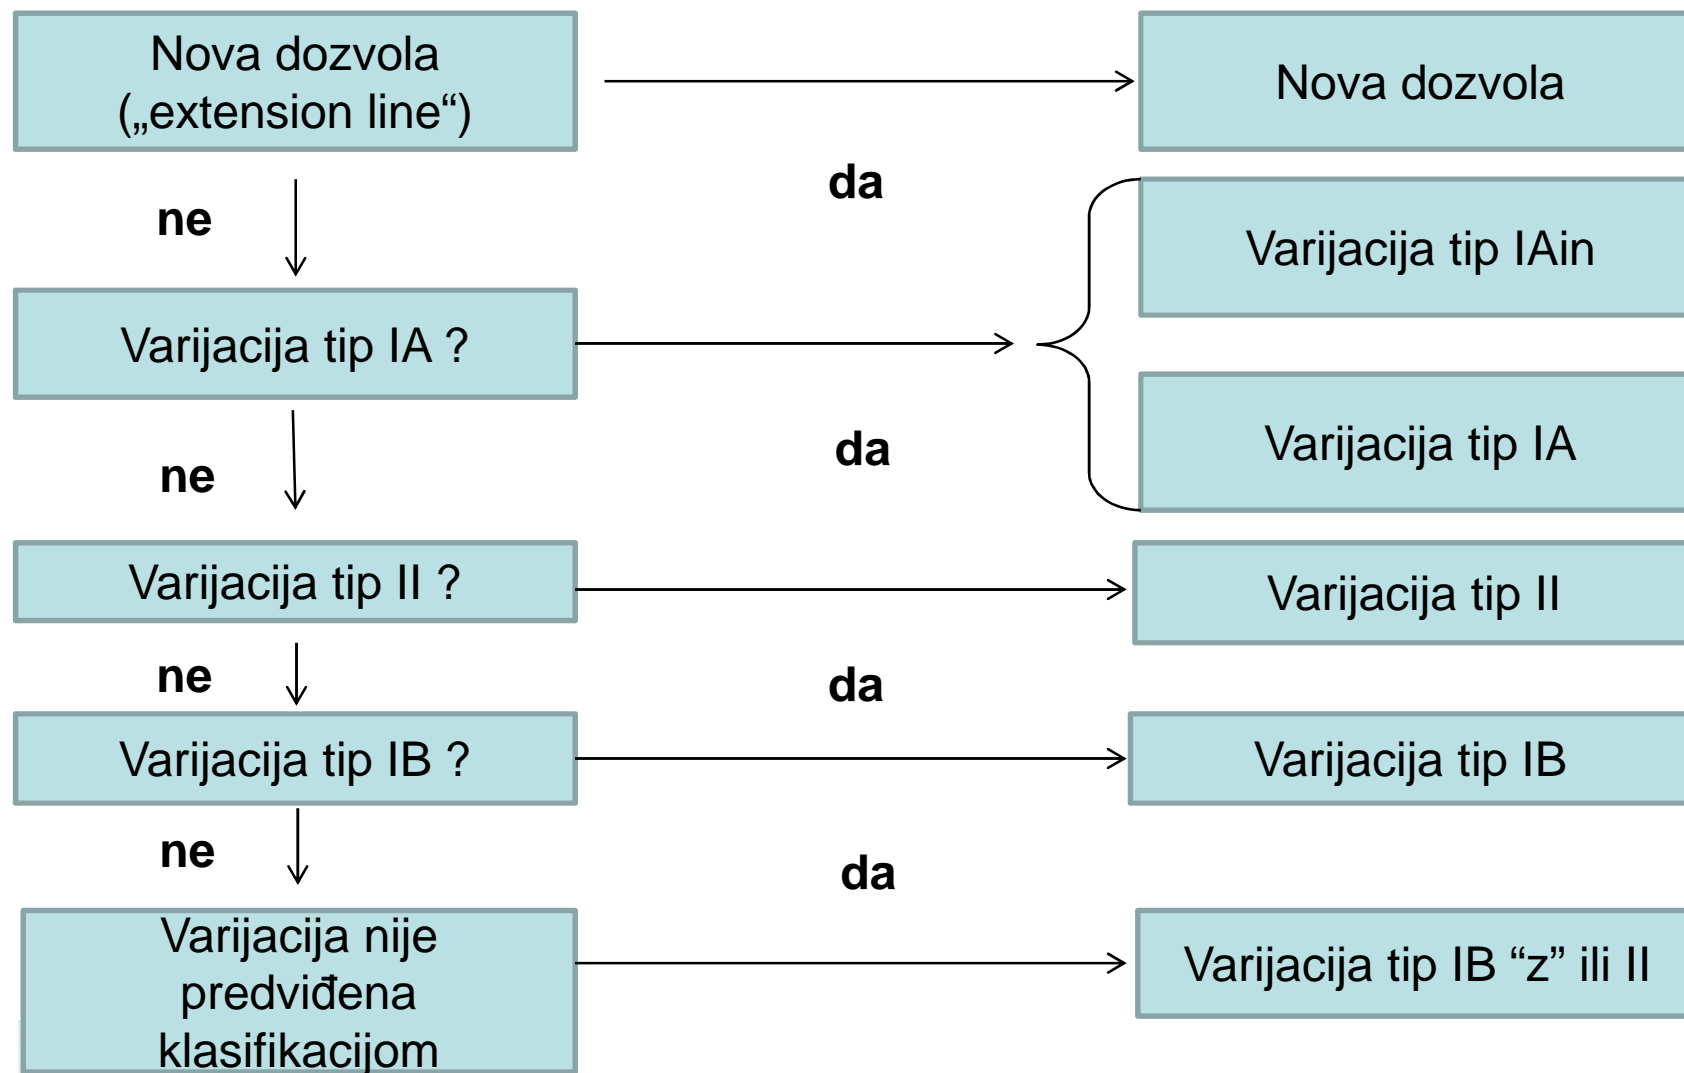 Nova dozvola
(„extension line“)
Nova dozvola
da
ne
Varijacija tip IAin
Varijacija tip IA ?
Varijacija tip IA
da
ne
Varijacija tip II ?
Varijacija tip II
ne
da
Varijacija tip IB ?
Varijacija tip IB
ne
da
Varijacija nije
predviđena
klasifikacijom
Varijacija tip IB “z” ili II